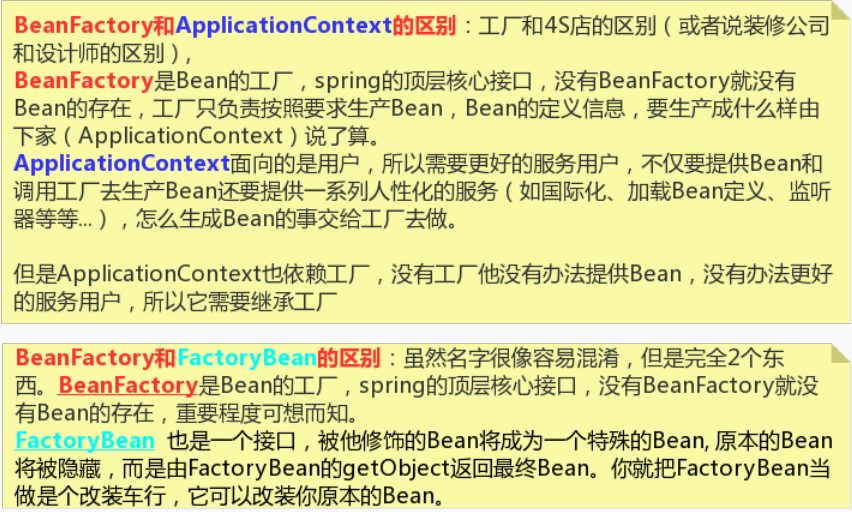 BeanFactory和ApplicationContext的区别：工厂和4S店的区别（或者说装修公司
和设计师的区别），
BeanFactory是Bean的工厂，spring的顶层核心接口，没有BeanFactory就没有
Bean的存在，工厂只负责按照要求生产Bean，Bean的定义信息，要生产成什么样由
下家（ApplicationContext）说了算。
ApplicationContext面向的是用户，所以需要更好的服务用户，不仅要提供Bean和
调用工厂去生产Bean还要提供一系列人性化的服务（如国际化、加载Bean定义、监听
器等等...），怎么生成Bean的事交给工厂去做。
但是ApplicationContext也依赖工厂，没有工厂他没有办法提供Bean，没有办法更好
的服务用户，所以它需要继承工厂
BeanFactory和FactoryBean的区别：虽然名字很像容易混淆，但是完全2个东
西。BeanFactory是Bean的工厂，spring的顶层核心接口，没有BeanFactory就没
有Bean的存在，重要程度可想而知。
FactoryBean 也是一个接口，被他修饰的Bean将成为一个特殊的Bean, 原本的Bean
将被隐藏，而是由FactoryBean的getObject返回最终Bean。你就把FactoryBean当
做是个改装车行，它可以改装你原本的Bean。